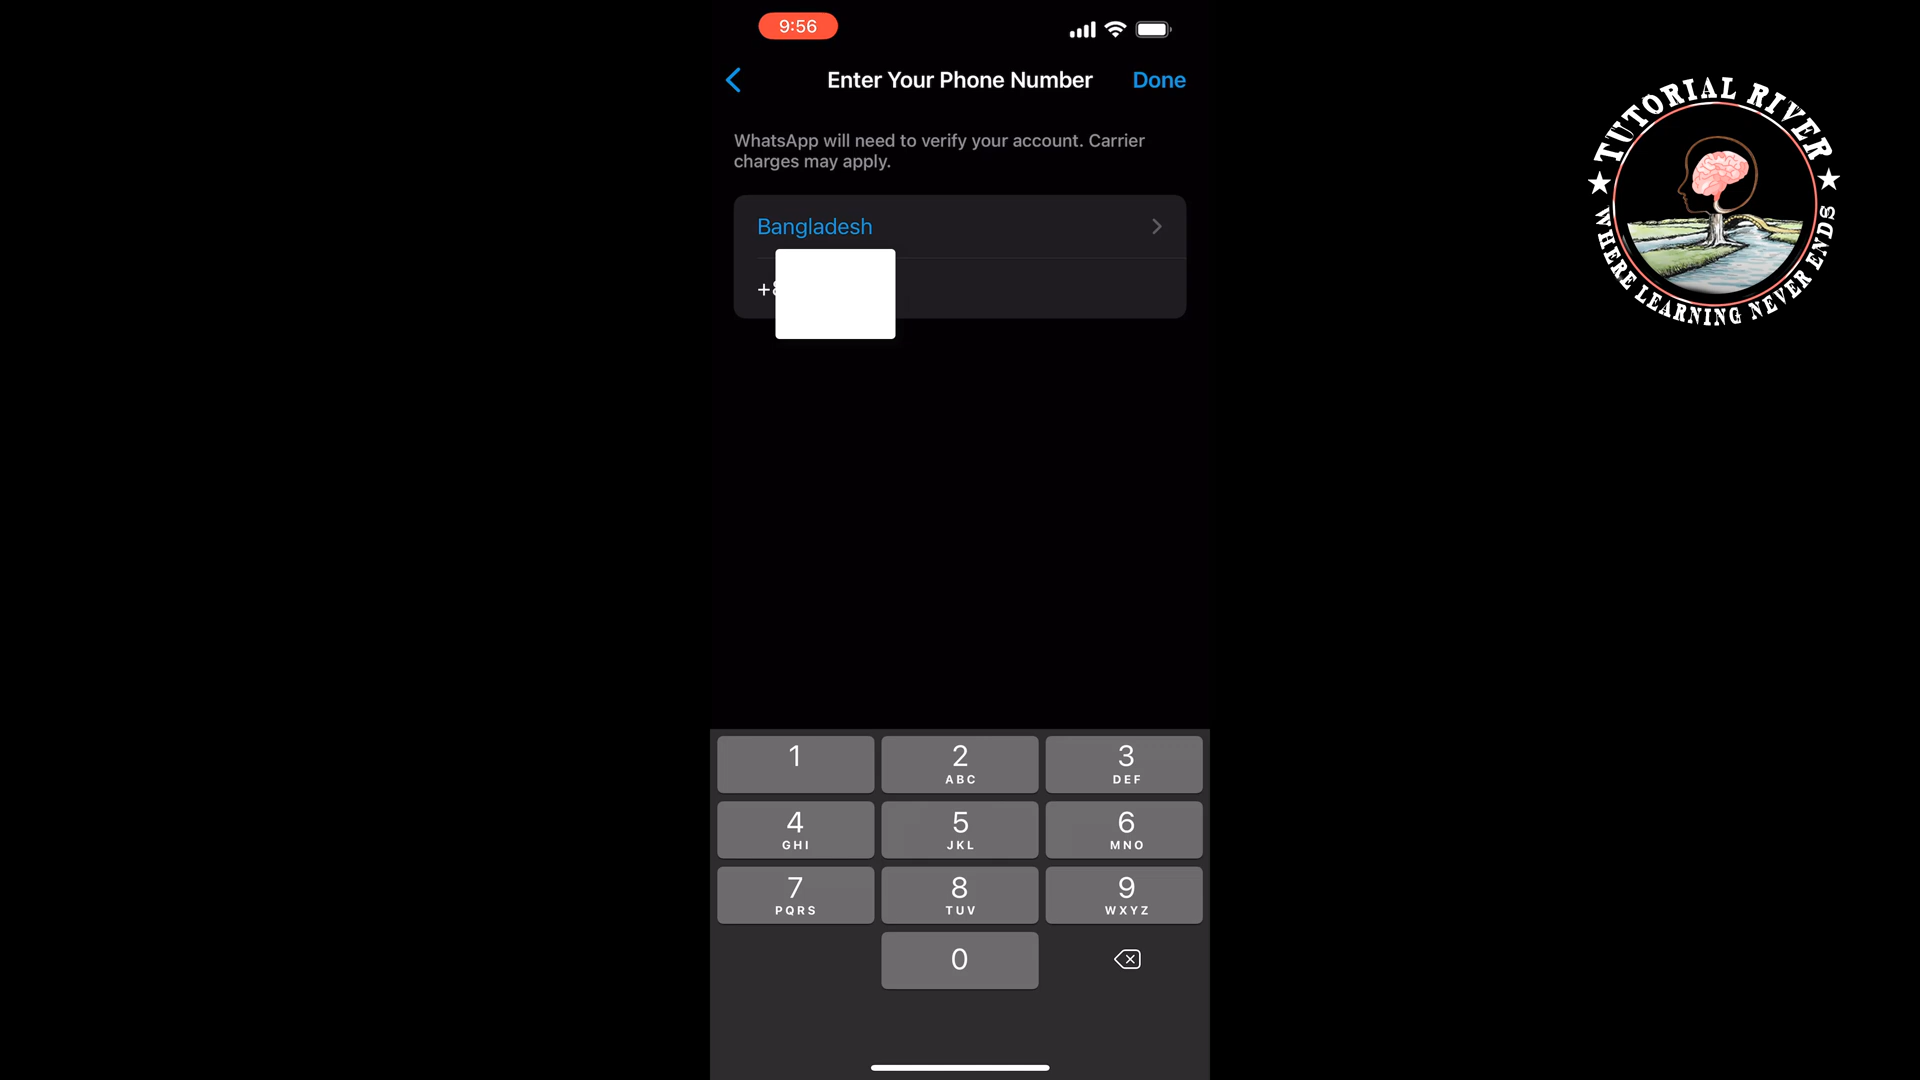 9:56
Enter Your Phone Number
Done
WhatsApp will need to verify your account. Carrier
charges may apply.
Bangladesh
+
1
2
ABC
3
DEF
4
GHI
5
JKL
6
MNO
7
PQRS
8
TUV
9
WXYZ
0
TUTORIAL RIVER
WHERE LEARNING NEVER ENDS